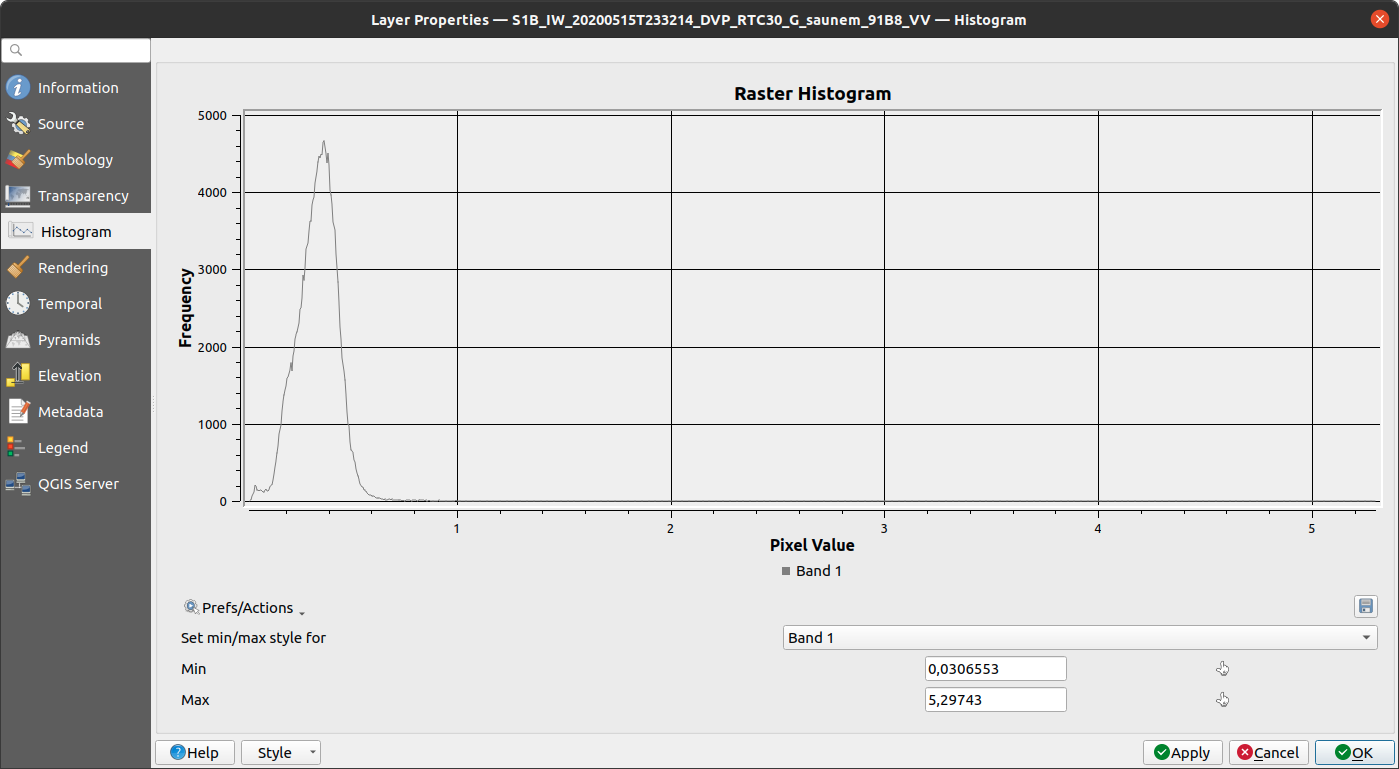 Layer Properties — S1B_IW_20200515T233214_DVP_RTC30_G_saunem_91B8_VV — Histogram
Information
Source
Symbology
Transparency
Histogram
Rendering
Temporal
Pyramids
Elevation
Metadata
Legend
QGIS Server
Raster Histogram
Frequency
5000
4000
3000
2000
1000
0
1 2 3 4 5
Pixel Value
Band 1
Prefs/Actions
Set min/max style for Band 1
Min 0,0306553
Max 5,29743
Help Style Apply Cancel OK